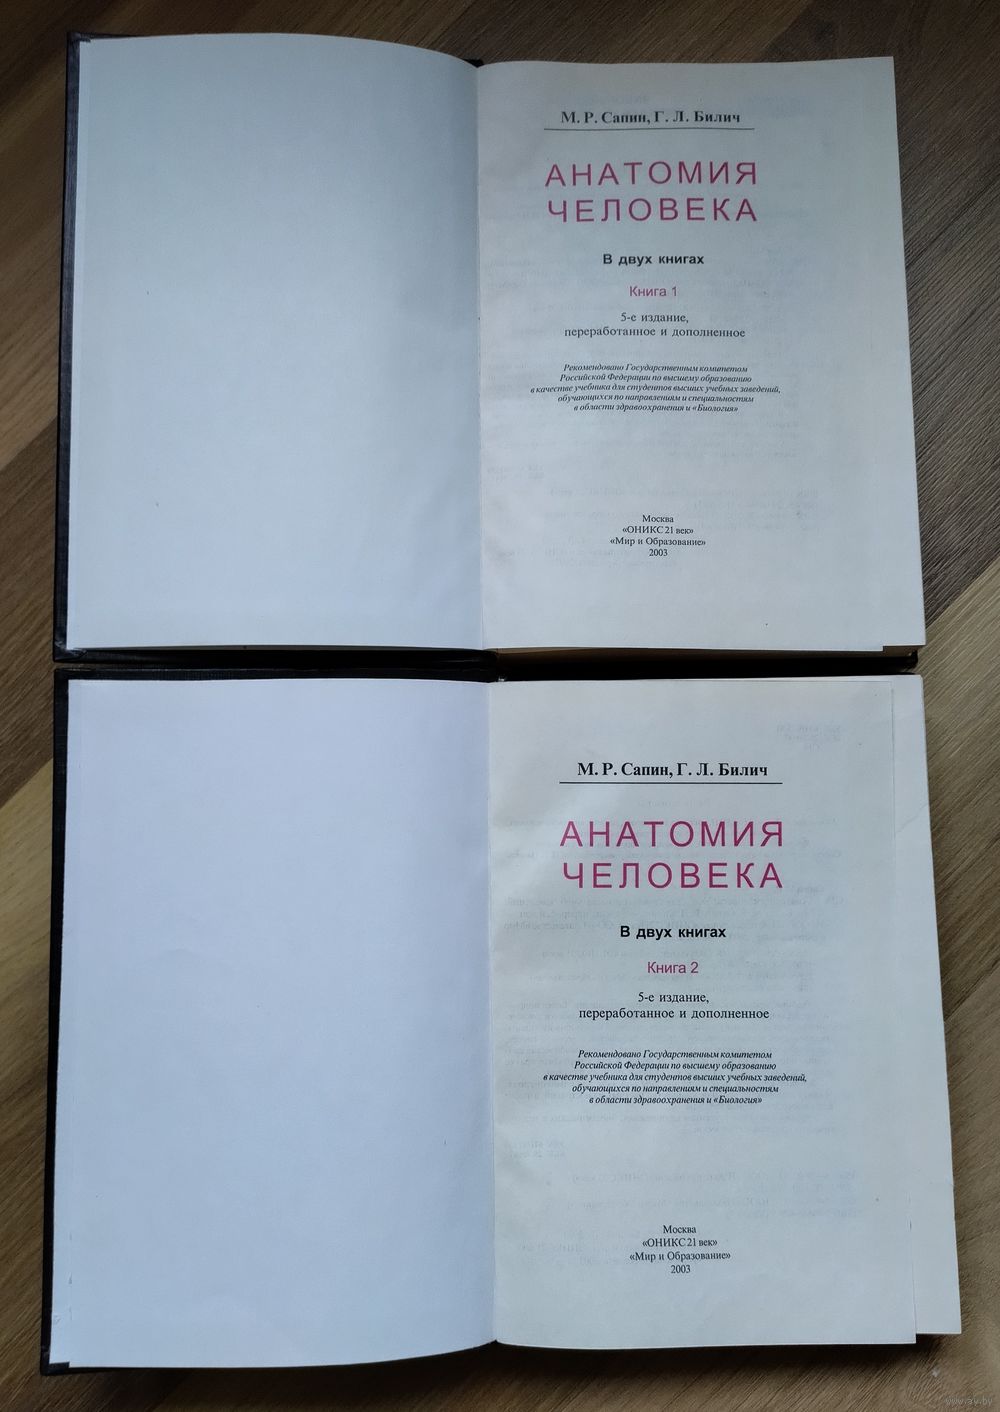 М. Р. Сапин, Г. Л. Билич
АНАТОМИЯ
ЧЕЛОВЕКА
В двух книгах
Книга 1
5-е издание,
переработанное и дополненное
Рекомендовано Государственным комитетом
Российской Федерации по высшему образованию
в качестве учебника для студентов высших учебных заведений,
обучающихся по направлениям и специальностям
в области здравоохранения и «Биология»
Москва
«ОНИКС 21 век»
«Мир и Образование»
2003
М. Р. Сапин, Г. Л. Билич
АНАТОМИЯ
ЧЕЛОВЕКА
В двух книгах
Книга 2
5-е издание,
переработанное и дополненное
Рекомендовано Государственным комитетом
Российской Федерации по высшему образованию
в качестве учебника для студентов высших учебных заведений,
обучающихся по направлениям и специальностям
в области здравоохранения и «Биология»
Москва
«ОНИКС 21 век»
«Мир и Образование»
2003
www.ay.by